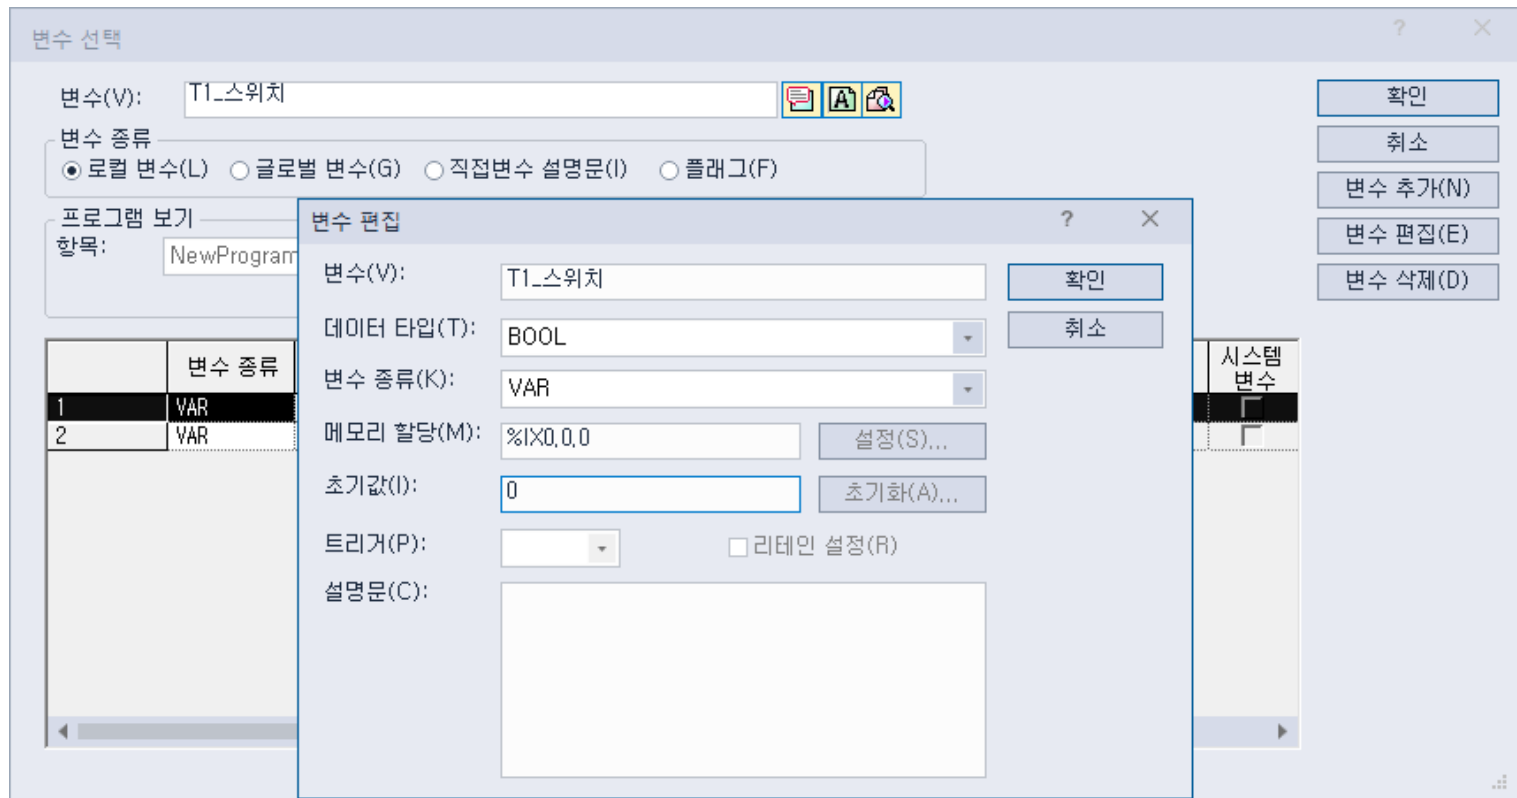 변수 선택
변수(V):
T1_스위치
확인
변수 종류
취소
로컬 변수(L) 글로벌 변수(G) 직접변수 설명문(I) 플래그(F)
변수 추가(N)
프로그램 보기
항목:
NewProgram
변수 편집(E)
변수 삭제(D)
변수 종류
시스템
변수
1 VAR
2 VAR
변수 편집
변수(V):
T1_스위치
확인
데이터 타입(T):
BOOL
취소
변수 종류(K):
VAR
메모리 할당(M):
%IX0,0,0
설정(S)...
초기값(I):
0
초기화(A)...
트리거(P):
리테인 설정(R)
설명문(C):